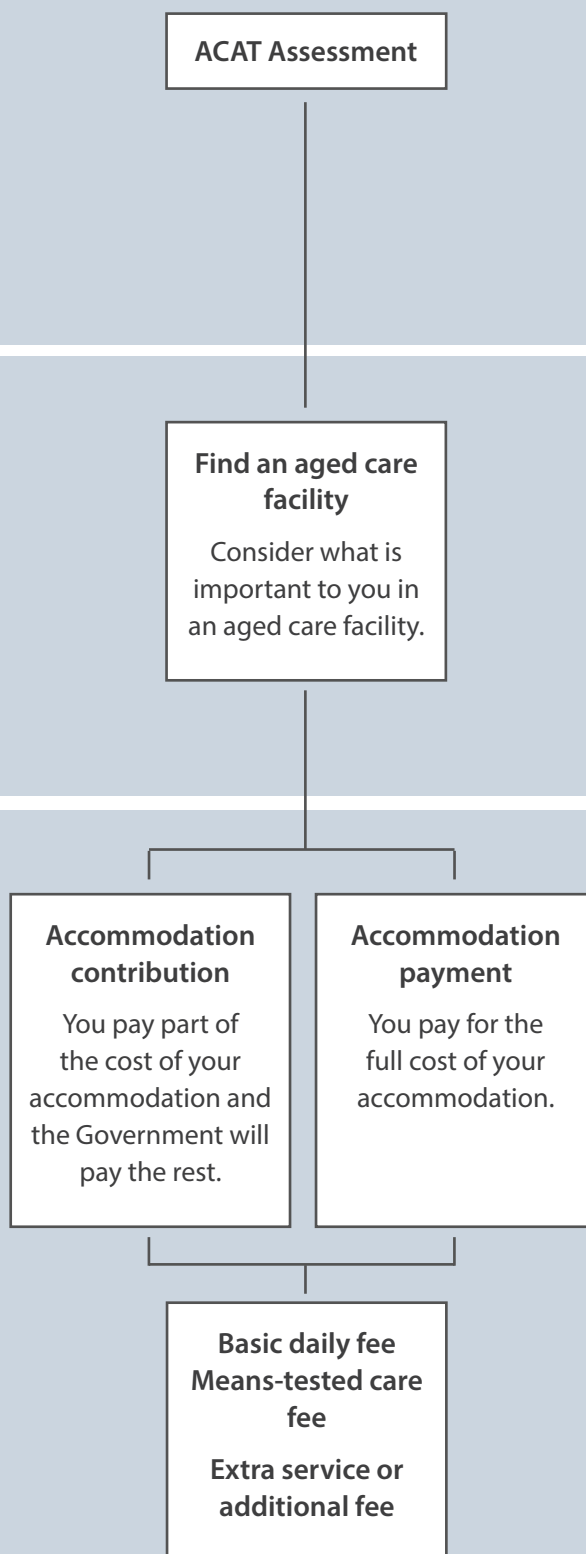 ACAT Assessment
Find an aged care
facility
Consider what is
important to you in
an aged care facility.
Accommodation
contribution
You pay part of
the cost of your
accommodation and
the Government will
pay the rest.
Accommodation
payment
You pay for the
full cost of your
accommodation.
Basic daily fee
Means-tested care
fee
Extra service or
additional fee